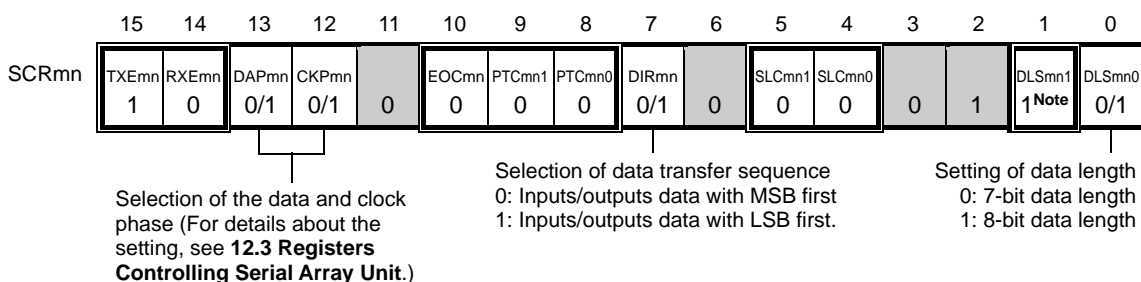 15 14 13 12 11 10 9 8 7 6 5 4 3 2 1 0
SCRmn
TXEmn RXEmn DAPmn CKPmn EOCmn PTCmn1 PTCmn0 DIRmn SLCmn1 SLCmn0 DLSmn1 DLSmn0
1 0 0/1 0/1 0 0 0 0 0/1 0 0 0 0 1 1 Note 0/1
Selection of the data and clock
phase (For details about the
setting, see 12.3 Registers
Controlling Serial Array Unit.)
Selection of data transfer sequence
0: Inputs/outputs data with MSB first
1: Inputs/outputs data with LSB first.
Setting of data length
0: 7-bit data length
1: 8-bit data length